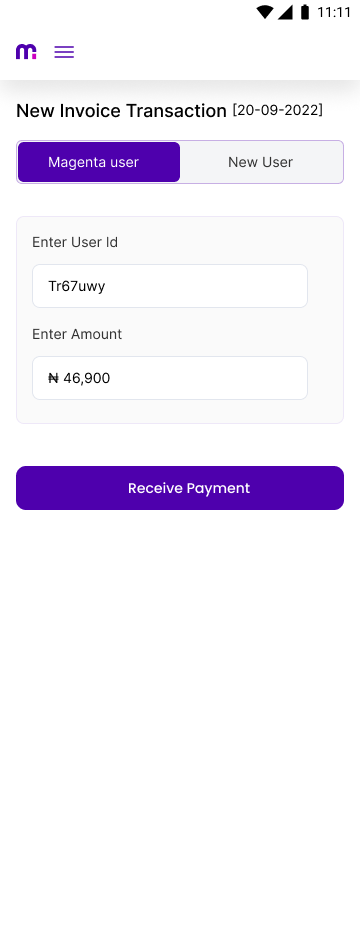 11:11
m
New Invoice Transaction [20-09-2022]
Magenta user New User
Enter User Id
Tr67uwy
Enter Amount
₦ 46,900
Receive Payment